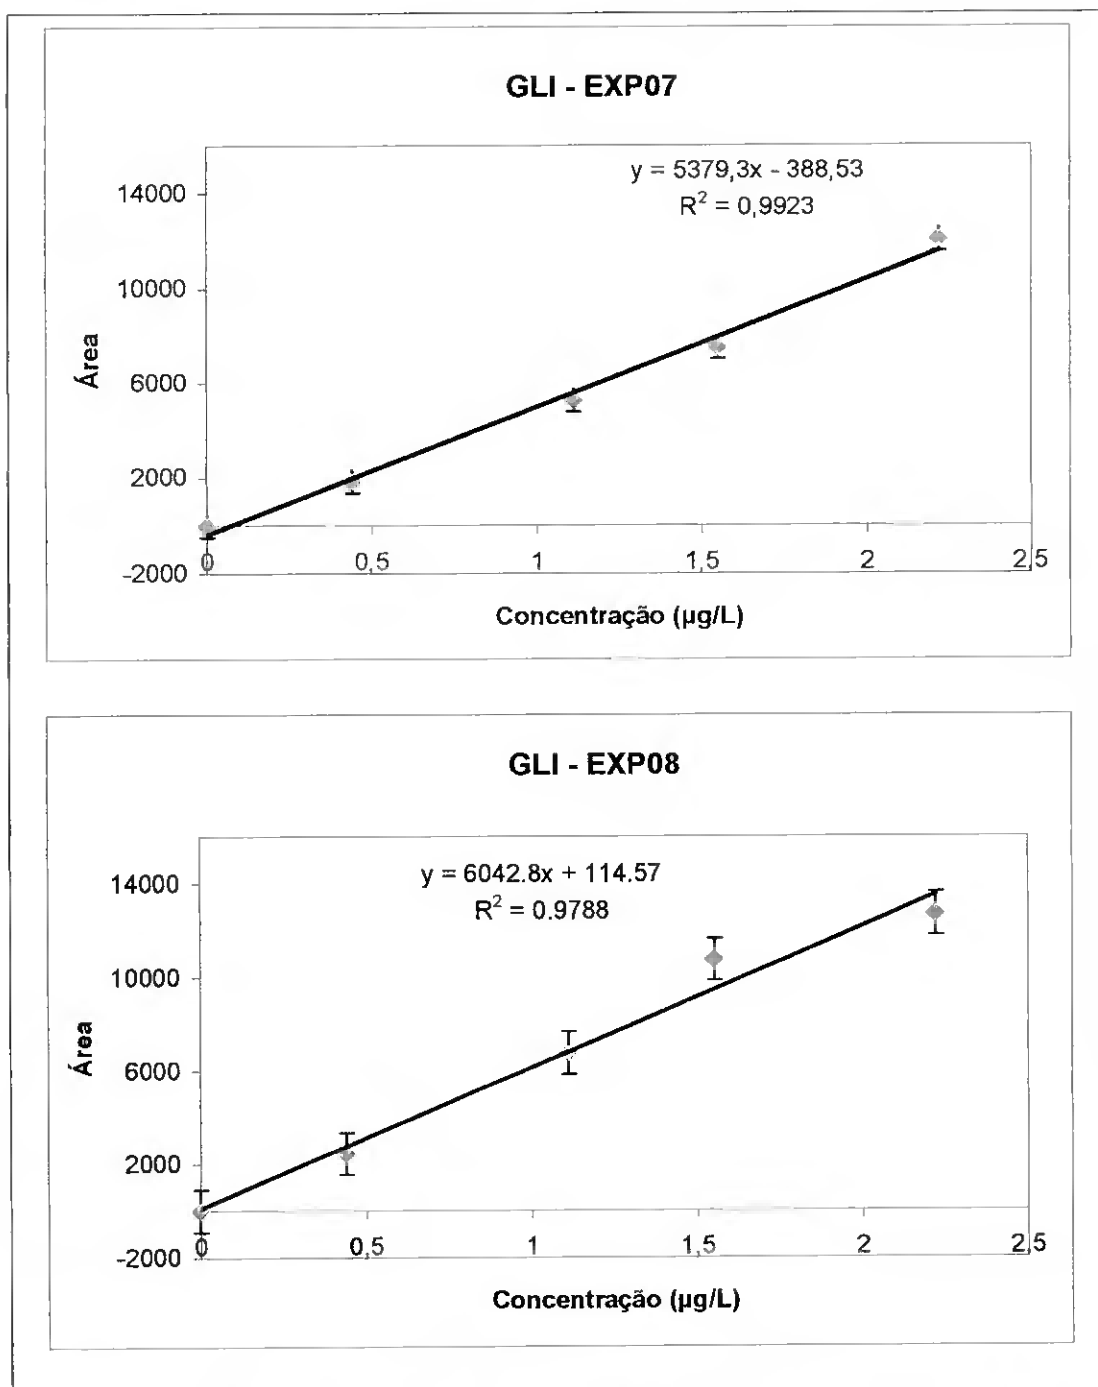 GLI - EXP07
y = 5379,3x - 388,53
R² = 0,9923
14000
10000
6000
2000
-2000
Área
0
0,5
1
1,5
2
2,5
Concentração (µg/L)
GLI - EXP08
y = 6042.8x + 114.57
R² = 0.9788
14000
10000
6000
2000
-2000
Área
0
0,5
1
1,5
2
2,5
Concentração (µg/L)